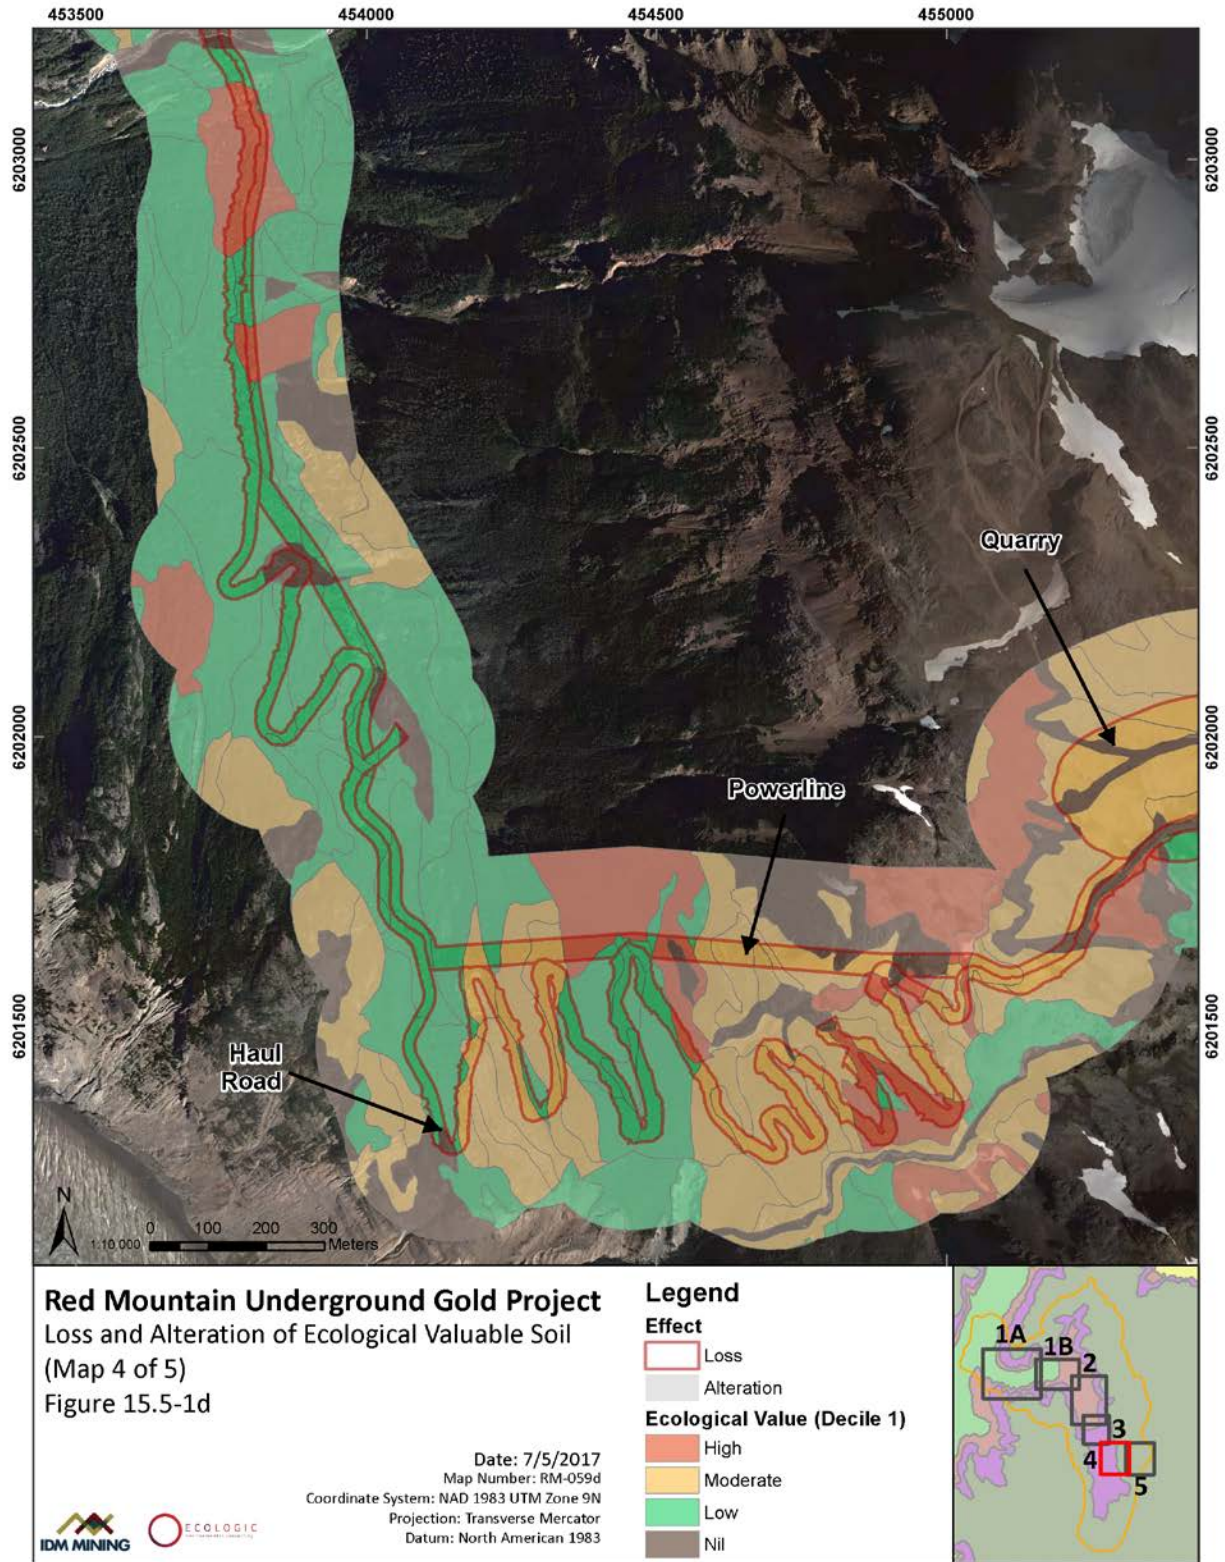 453500 454000 454500 455000
6203000
6203000
6202500
6202500
Quarry
6202000
6202000
Powerline
6201500
6201500
Haul
Road
N
0 100 200 300
1:10 000 Meters
Red Mountain Underground Gold Project
Loss and Alteration of Ecological Valuable Soil
(Map 4 of 5)
Figure 15.5-1d
Date: 7/5/2017
Map Number: RM-059d
Coordinate System: NAD 1983 UTM Zone 9N
Projection: Transverse Mercator
Datum: North American 1983
IDM MINING
ECOLOGIC
Legend
Effect
Loss
Alteration
Ecological Value (Decile 1)
High
Moderate
Low
Nil
1A
1B
2
3
4
5